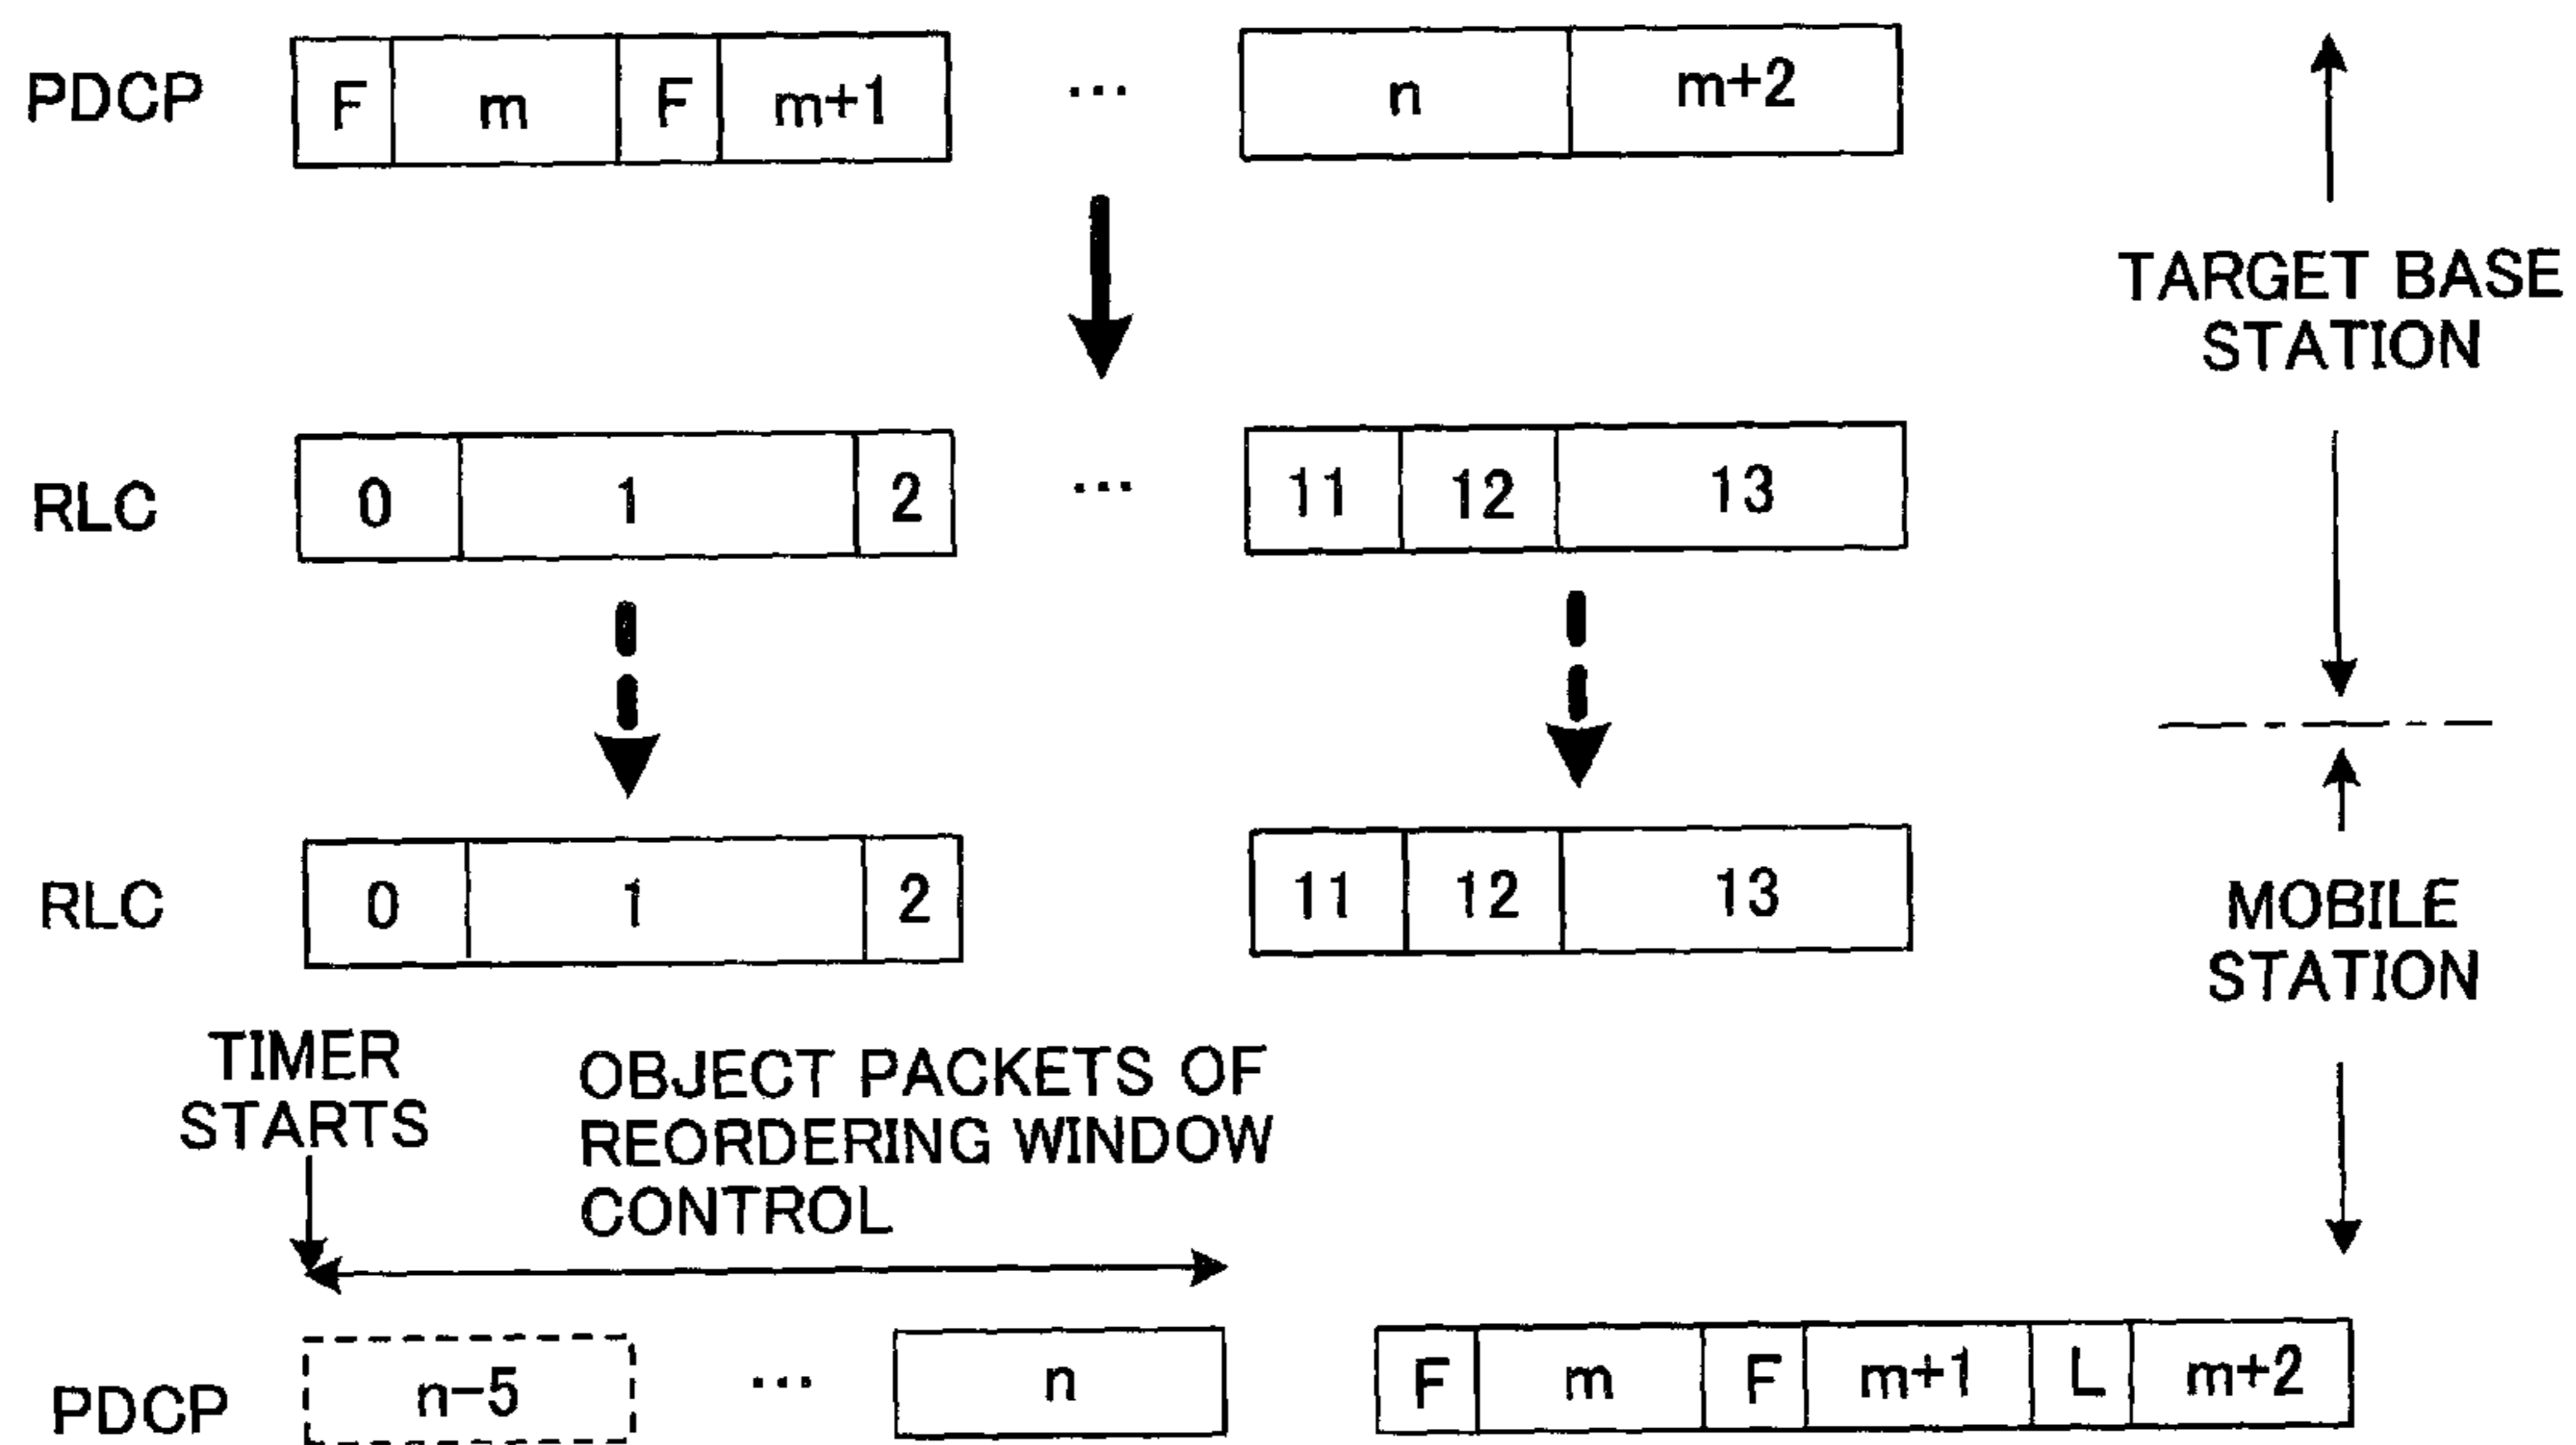 PDCP F m F m+1 ... n m+2
TARGET BASE
STATION
RLC 0 1 2 ... 11 12 13
RLC 0 1 2 11 12 13
MOBILE
STATION
TIMER
STARTS
OBJECT PACKETS OF
REORDERING WINDOW
CONTROL
PDCP n-5 ... n F m F m+1 L m+2